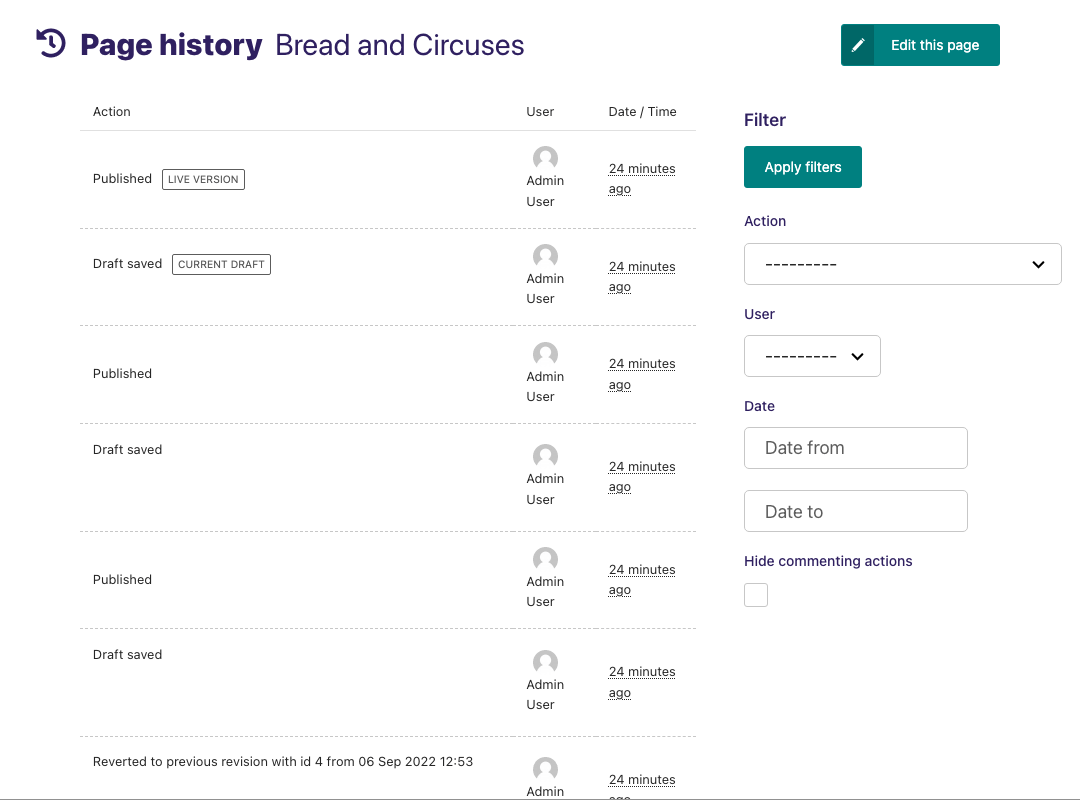 Page history Bread and Circuses
Edit this page
Action User Date / Time
Published LIVE VERSION
Admin
User
24 minutes
ago
Draft saved CURRENT DRAFT
Admin
User
24 minutes
ago
Published
Admin
User
24 minutes
ago
Draft saved
Admin
User
24 minutes
ago
Published
Admin
User
24 minutes
ago
Draft saved
Admin
User
24 minutes
ago
Reverted to previous revision with id 4 from 06 Sep 2022 12:53
Admin
24 minutes
ago
Filter
Apply filters
Action
---------
User
---------
Date
Date from
Date to
Hide commenting actions